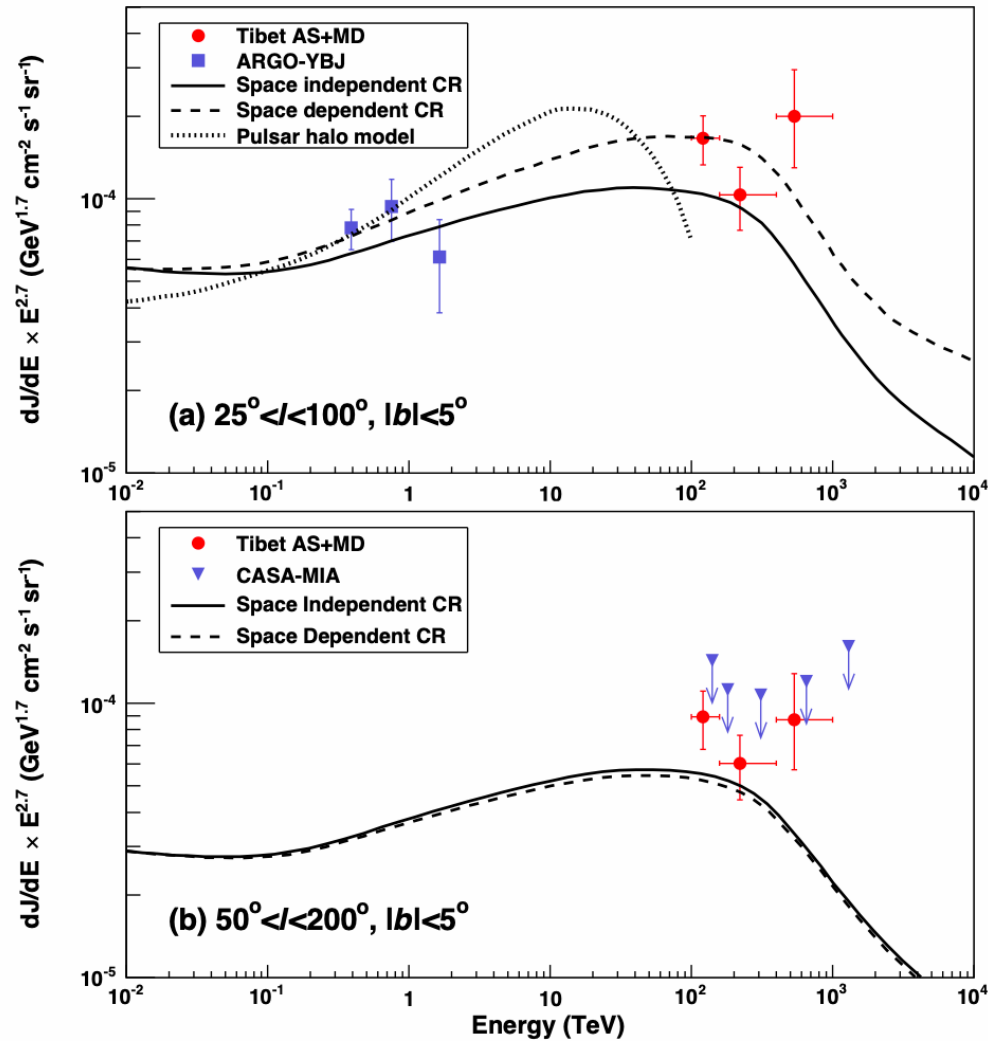 Tibet AS+MD
ARGO-YBJ
Space independent CR
Space dependent CR
Pulsar halo model
dJ/dE × E^2.7 (GeV^1.7 cm^-2 s^-1 sr^-1)
10^-4
10^-5
(a) 25°<l<100°, |b|<5°
10^-2 10^-1 1 10 10^2 10^3 10^4
Tibet AS+MD
CASA-MIA
Space Independent CR
Space Dependent CR
dJ/dE × E^2.7 (GeV^1.7 cm^-2 s^-1 sr^-1)
10^-4
10^-5
(b) 50°<l<200°, |b|<5°
10^-2 10^-1 1 10 10^2 10^3 10^4
Energy (TeV)